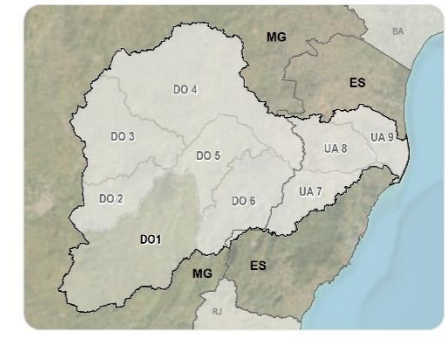 MG
BA
ES
DO 4
DO 3
UA 9
UA 8
DO 5
UA 7
DO 2
DO 6
DO1
ES
MG
RJ